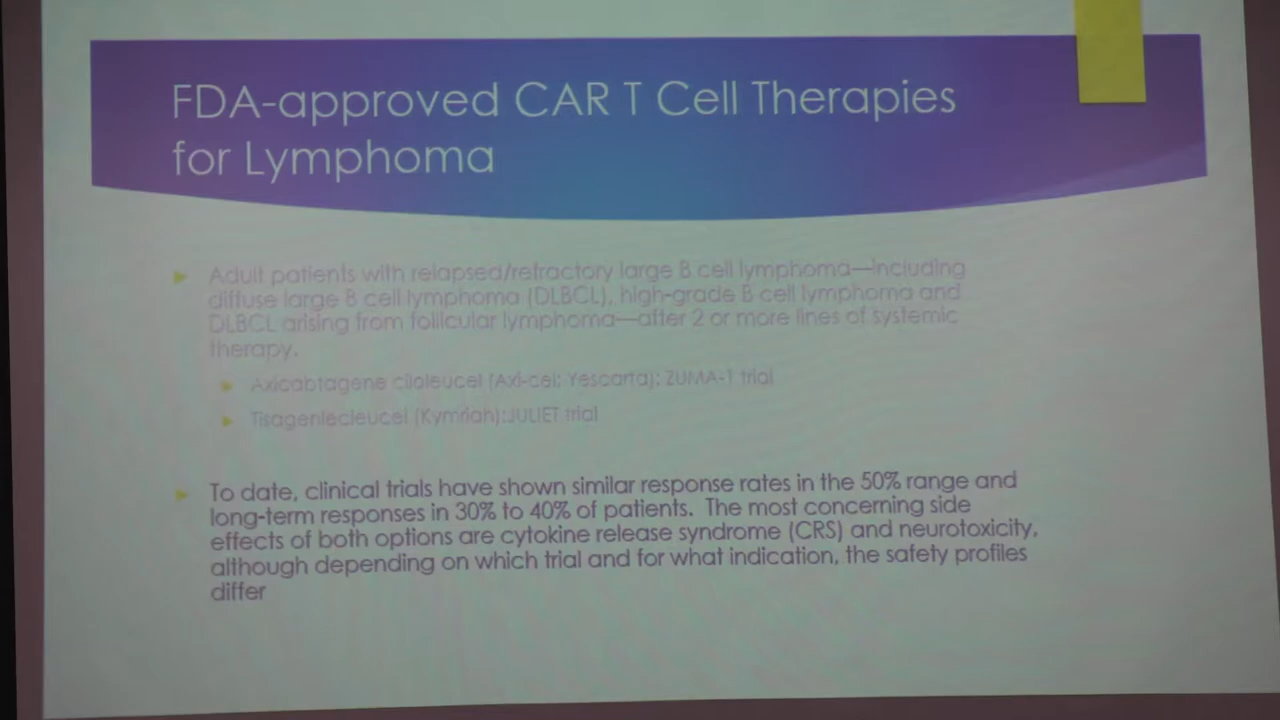 FDA-approved CAR T Cell Therapies
for Lymphoma
Adult patients with relapsed/refractory large B cell lymphoma—including
diffuse large B cell lymphoma (DLBCL), high-grade B cell lymphoma and
DLBCL arising from follicular lymphoma—after 2 or more lines of systemic
therapy.
Axicabtagene ciloleucel (Axi-cel; Yescarta): ZUMA-1 trial
Tisagenlecleucel (Kymriah):JULIET trial
To date, clinical trials have shown similar response rates in the 50% range and
long-term responses in 30% to 40% of patients. The most concerning side
effects of both options are cytokine release syndrome (CRS) and neurotoxicity,
although depending on which trial and for what indication, the safety profiles
differ